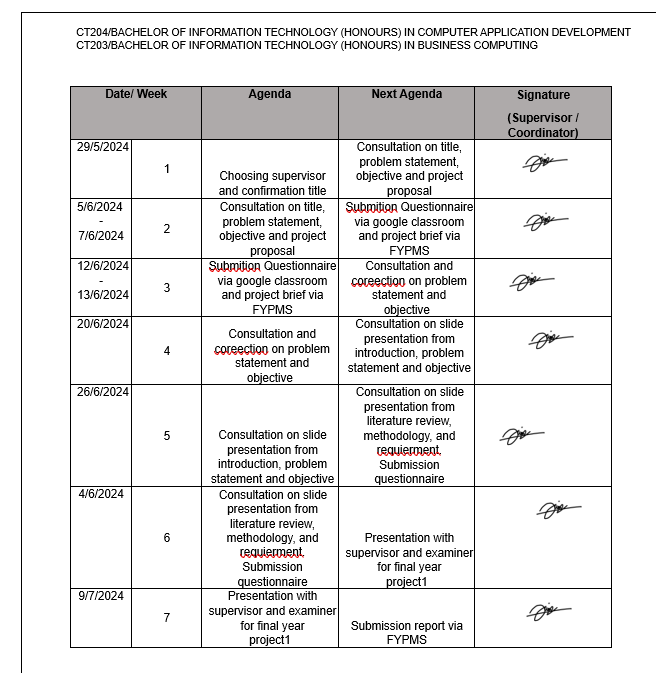 CT204/BACHELOR OF INFORMATION TECHNOLOGY (HONOURS) IN COMPUTER APPLICATION DEVELOPMENT
CT203/BACHELOR OF INFORMATION TECHNOLOGY (HONOURS) IN BUSINESS COMPUTING
Date/ Week
Agenda
Next Agenda
Signature
(Supervisor /
Coordinator)
29/5/2024
1
Choosing supervisor
and confirmation title
Consultation on title,
problem statement,
objective and project
proposal
5/6/2024
-
7/6/2024
2
Consultation on title,
problem statement,
objective and project
proposal
Submition Questionnaire
via google classroom
and project brief via
FYPMS
12/6/2024
-
13/6/2024
3
Submition Questionnaire
via google classroom
and project brief via
FYPMS
Consultation and
coreection on problem
statement and
objective
20/6/2024
4
Consultation and
coreection on problem
statement and
objective
Consultation on slide
presentation from
introduction, problem
statement and objective
26/6/2024
5
Consultation on slide
presentation from
introduction, problem
statement and objective
Consultation on slide
presentation from
literature review,
methodology, and
requierment.
Submission
questionnaire
4/6/2024
6
Consultation on slide
presentation from
literature review,
methodology, and
requierment.
Submission
questionnaire
Presentation with
supervisor and examiner
for final year
project1
9/7/2024
7
Presentation with
supervisor and examiner
for final year
project1
Submission report via
FYPMS